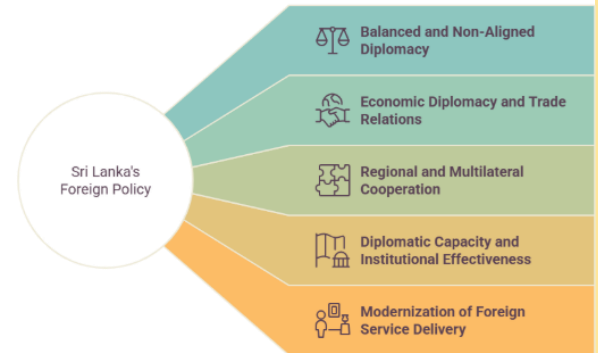 Sri Lanka's
Foreign Policy
Balanced and Non-Aligned
Diplomacy
Economic Diplomacy and Trade
Relations
Regional and Multilateral
Cooperation
Diplomatic Capacity and
Institutional Effectiveness
Modernization of Foreign
Service Delivery